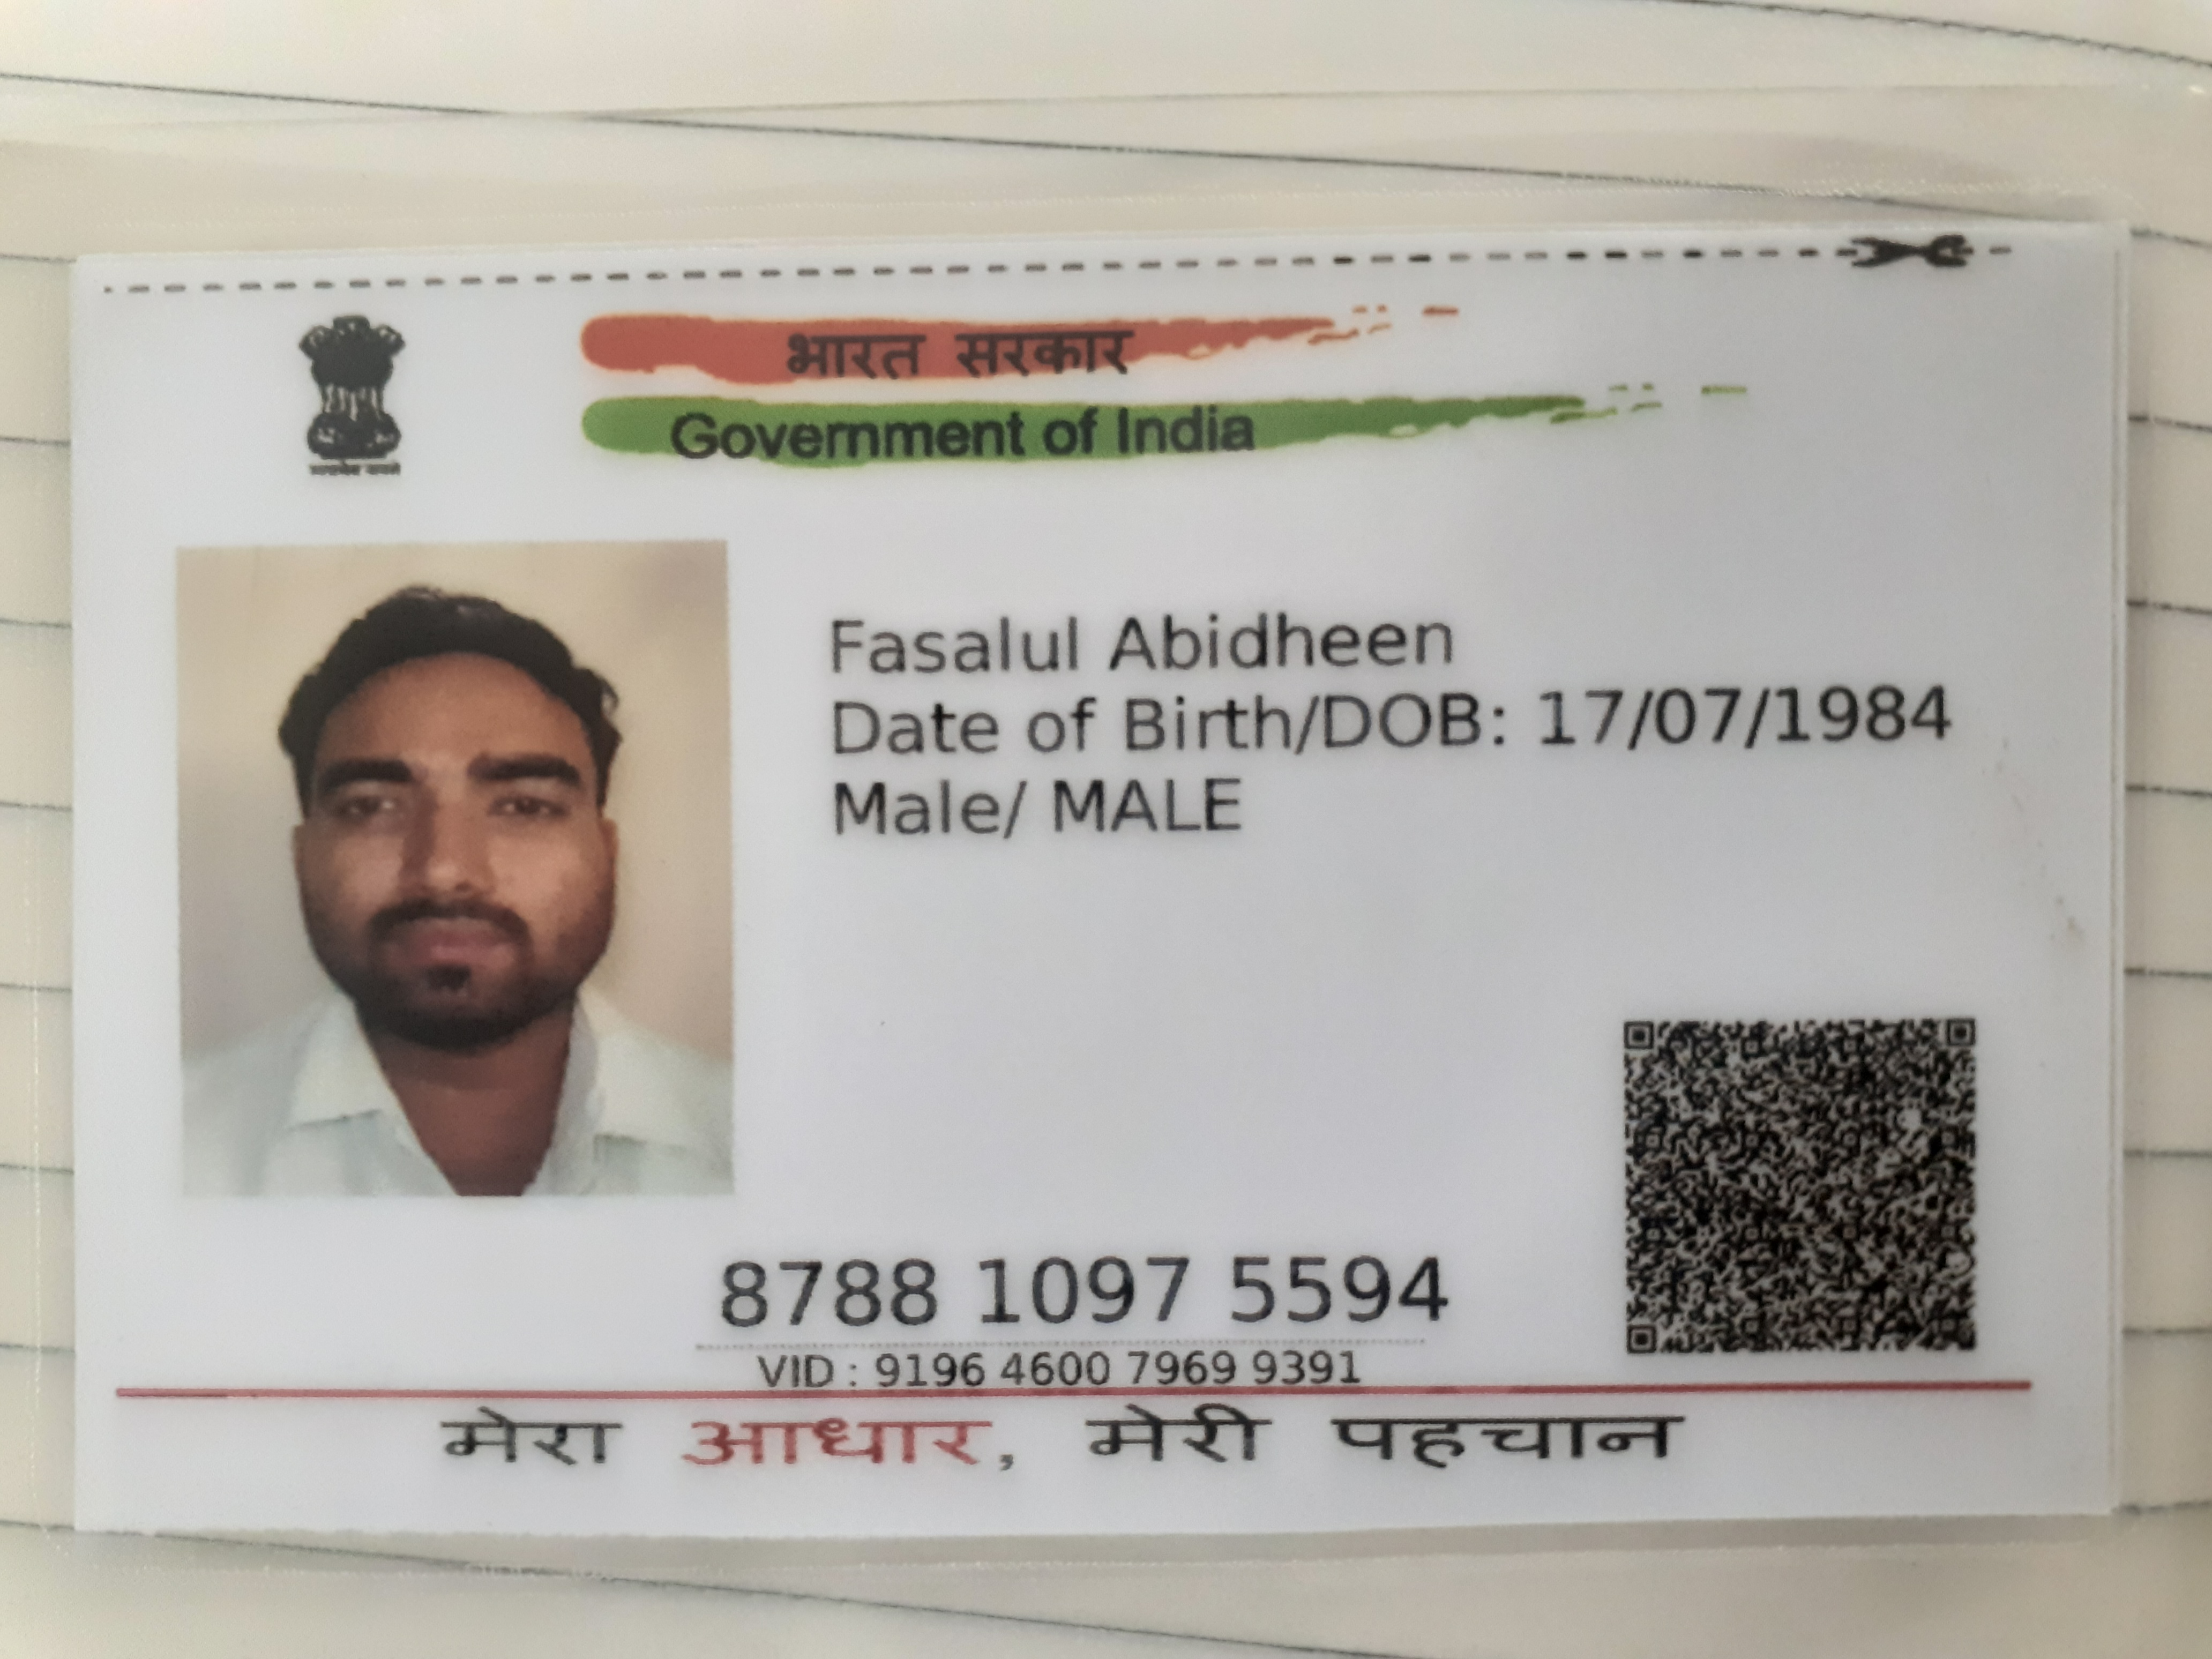 भारत सरकार
Government of India
Fasalul Abidheen
Date of Birth/DOB: 17/07/1984
Male/ MALE
8788 1097 5594
VID : 9196 4600 7969 9391
मेरा आधार, मेरी पहचान